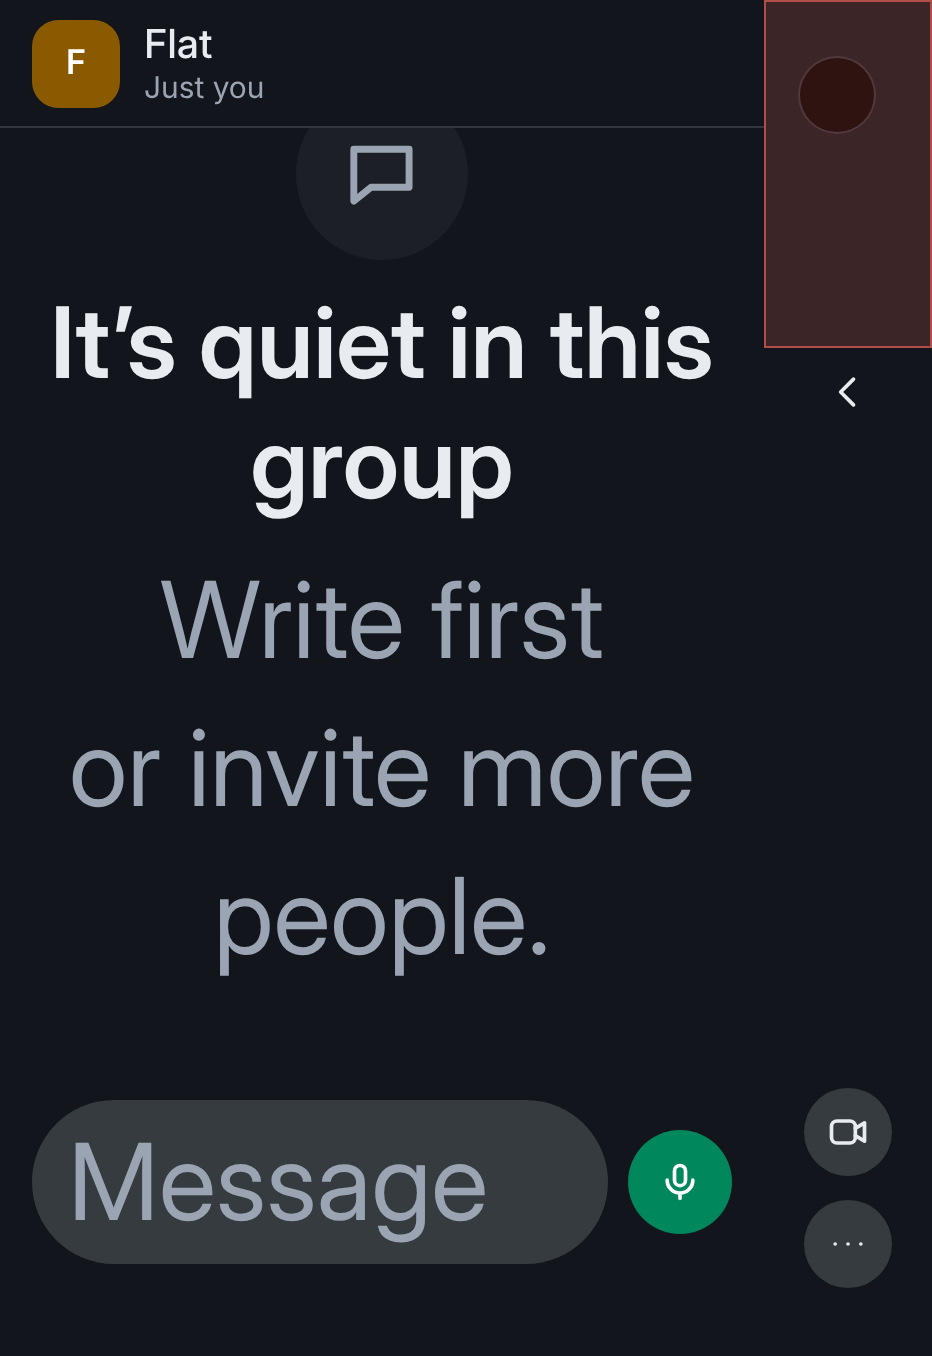 F
Flat
Just you
It’s quiet in this
group
Write first
or invite more
people.
Message